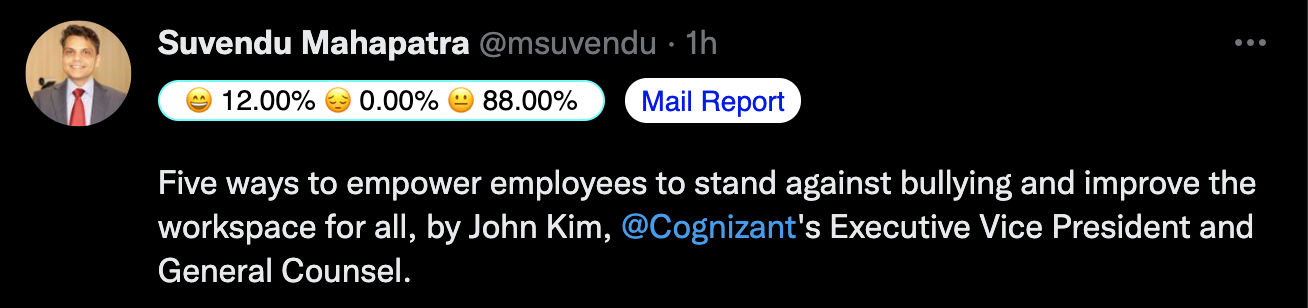 Suvendu Mahapatra @msuvendu · 1h
😄 12.00% 😔 0.00% 😐 88.00% Mail Report
Five ways to empower employees to stand against bullying and improve the
workspace for all, by John Kim, @Cognizant's Executive Vice President and
General Counsel.